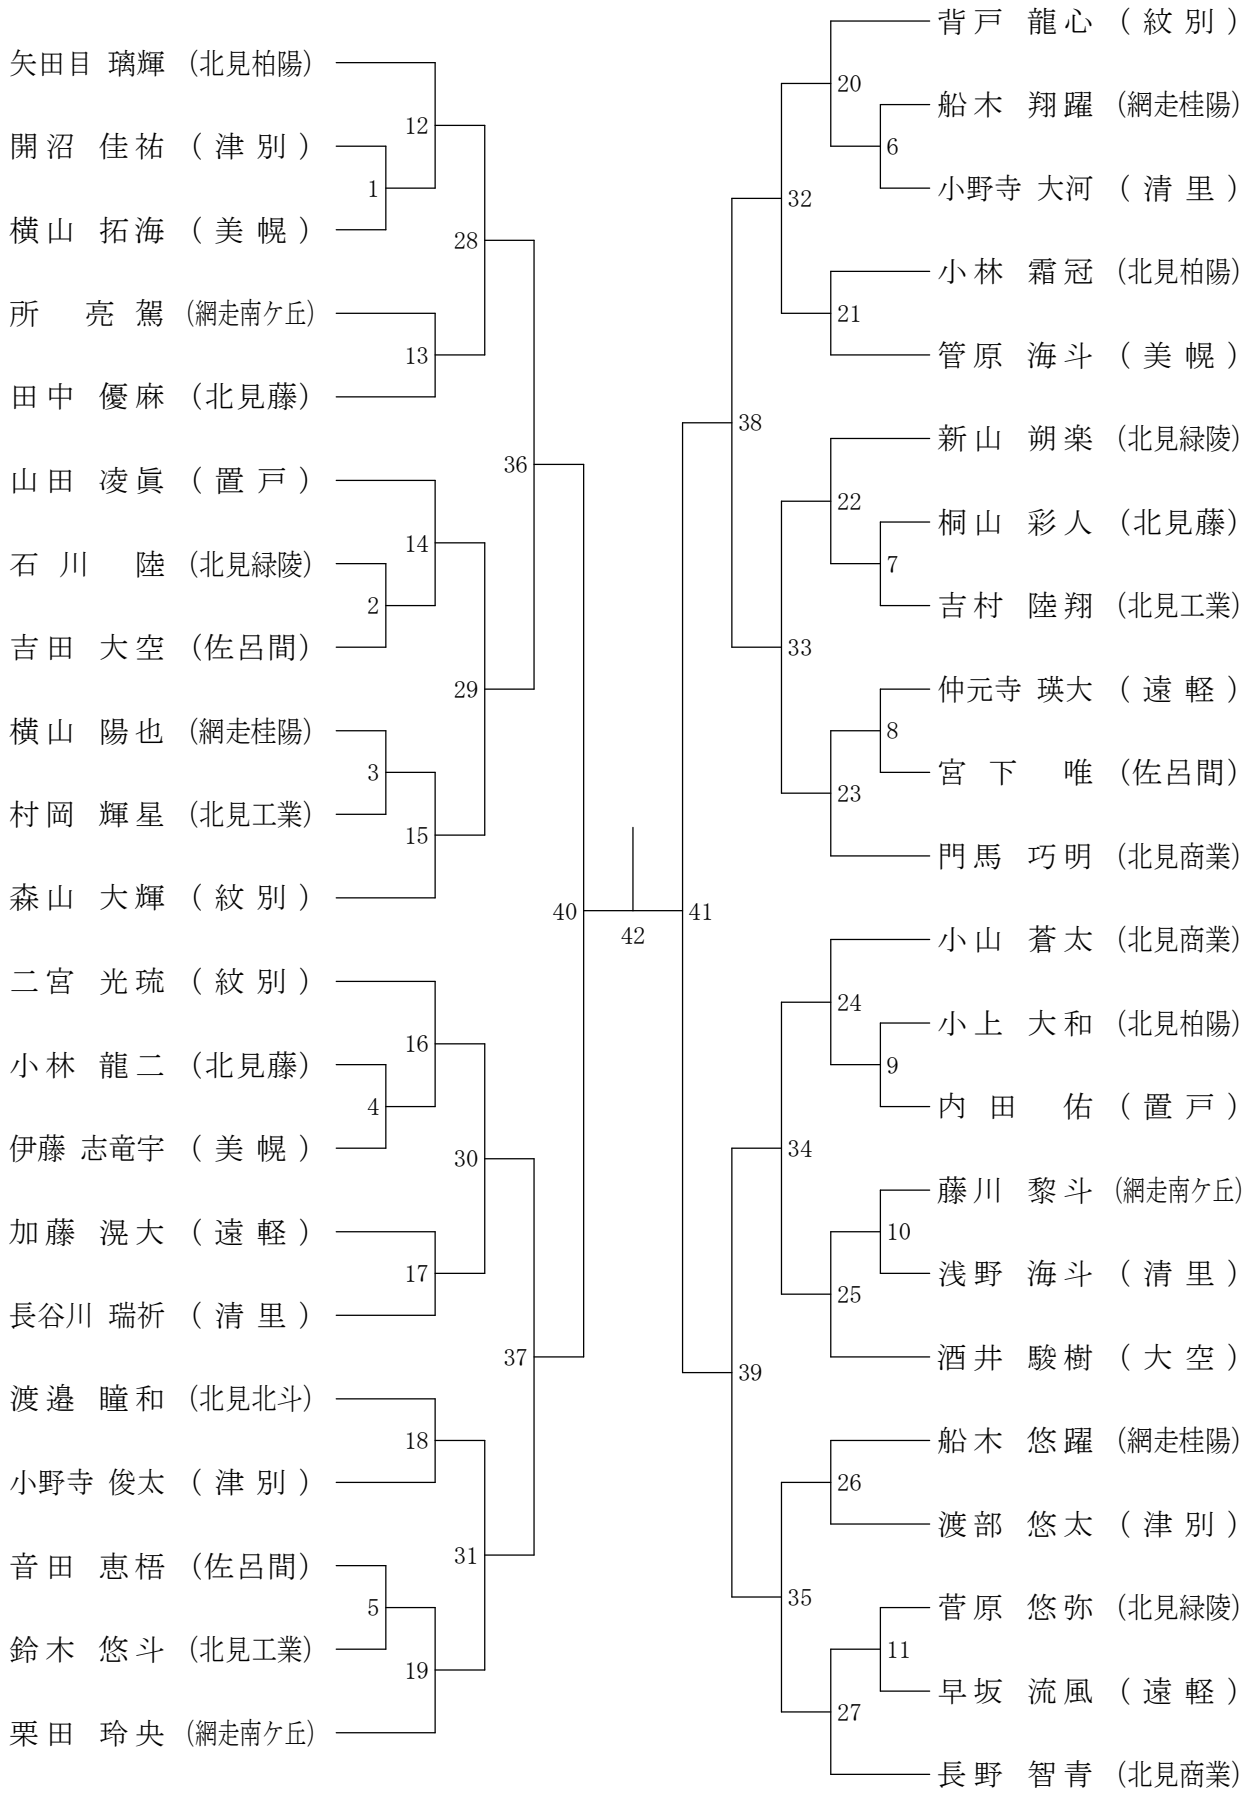 矢田目 璃輝 (北見柏陽)
開沼 佳祐 (津別)
横山 拓海 (美幌)
所 亮駕 (網走南ケ丘)
田中 優麻 (北見藤)
山田 凌眞 (置戸)
石川 陸 (北見緑陵)
吉田 大空 (佐呂間)
横山 陽也 (網走桂陽)
村岡 輝星 (北見工業)
森山 大輝 (紋別)
二宮 光琉 (紋別)
小林 龍二 (北見藤)
伊藤 志竜宇 (美幌)
加藤 滉大 (遠軽)
長谷川 瑞祈 (清里)
渡邉 瞳和 (北見北斗)
小野寺 俊太 (津別)
音田 恵梧 (佐呂間)
鈴木 悠斗 (北見工業)
栗田 玲央 (網走南ケ丘)
1
2
3
4
5
12
13
14
15
16
17
18
19
28
29
30
31
36
37
40
42
41
38
39
32
33
34
35
20
21
22
23
24
25
26
27
6
7
8
9
10
11
背戸 龍心 (紋別)
船木 翔躍 (網走桂陽)
小野寺 大河 (清里)
小林 霜冠 (北見柏陽)
管原 海斗 (美幌)
新山 朔楽 (北見緑陵)
桐山 彩人 (北見藤)
吉村 陸翔 (北見工業)
仲元寺 瑛大 (遠軽)
宮下 唯 (佐呂間)
門馬 巧明 (北見商業)
小山 蒼太 (北見商業)
小上 大和 (北見柏陽)
内田 佑 (置戸)
藤川 黎斗 (網走南ケ丘)
浅野 海斗 (清里)
酒井 駿樹 (大空)
船木 悠躍 (網走桂陽)
渡部 悠太 (津別)
菅原 悠弥 (北見緑陵)
早坂 流風 (遠軽)
長野 智青 (北見商業)